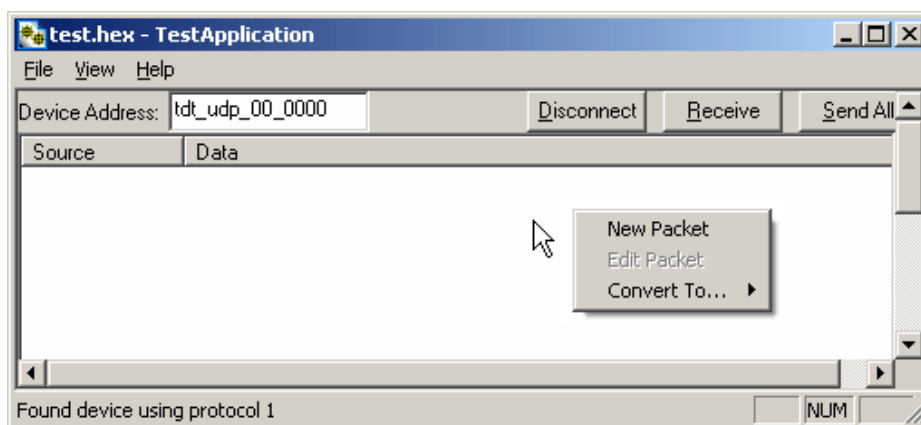 test.hex - TestApplication
File View Help
Device Address: tdt_udp_00_0000 Disconnect Receive Send All
Source Data
New Packet
Edit Packet
Convert To...
Found device using protocol 1 NUM